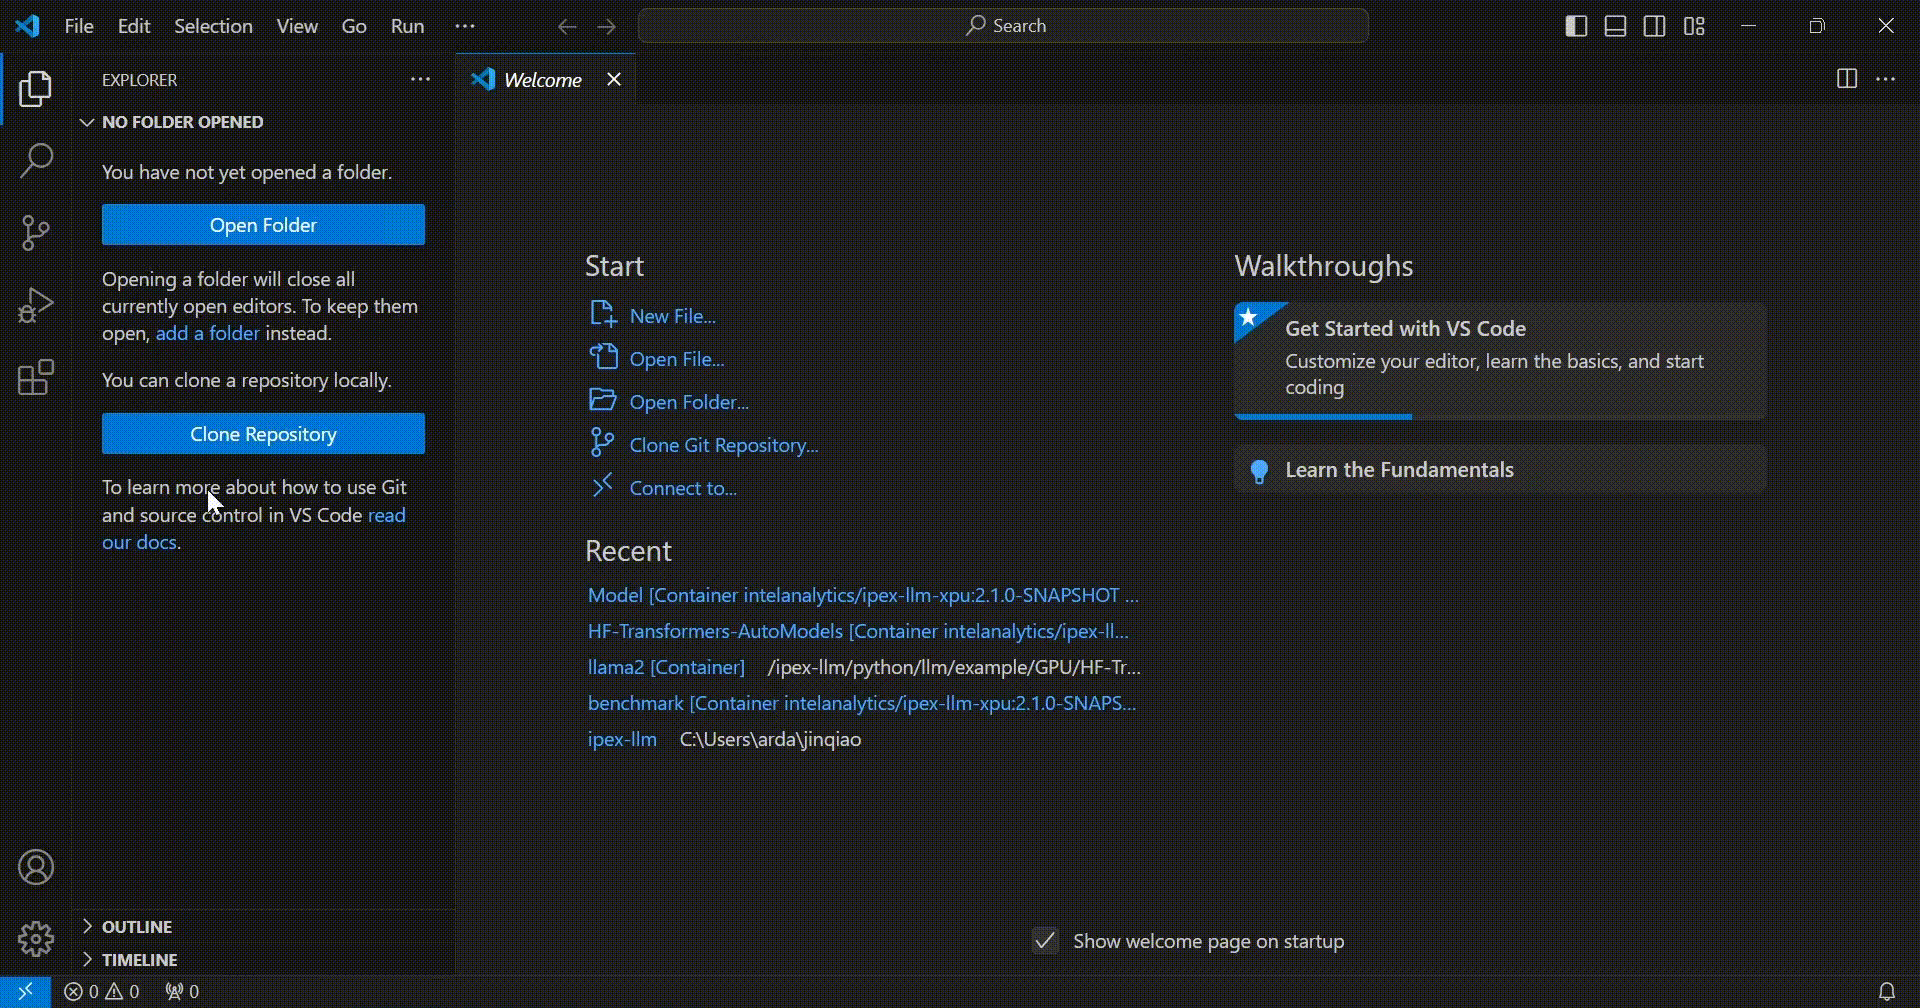 File Edit Selection View Go Run ...
Search
EXPLORER
...
NO FOLDER OPENED
You have not yet opened a folder.
Open Folder
Opening a folder will close all
currently open editors. To keep them
open, add a folder instead.
You can clone a repository locally.
Clone Repository
To learn more about how to use Git
and source control in VS Code read
our docs.
OUTLINE
TIMELINE
Welcome
...
Start
New File...
Open File...
Open Folder...
Clone Git Repository...
Connect to...
Recent
Model [Container intelanalytics/ipex-llm-xpu:2.1.0-SNAPSHOT ...
HF-Transformers-AutoModels [Container intelanalytics/ipex-ll...
llama2 [Container] /ipex-llm/python/llm/example/GPU/HF-Tr...
benchmark [Container intelanalytics/ipex-llm-xpu:2.1.0-SNAPS...
ipex-llm C:\Users\arda\jinqiao
Walkthroughs
Get Started with VS Code
Customize your editor, learn the basics, and start
coding
Learn the Fundamentals
Show welcome page on startup
0 0 0